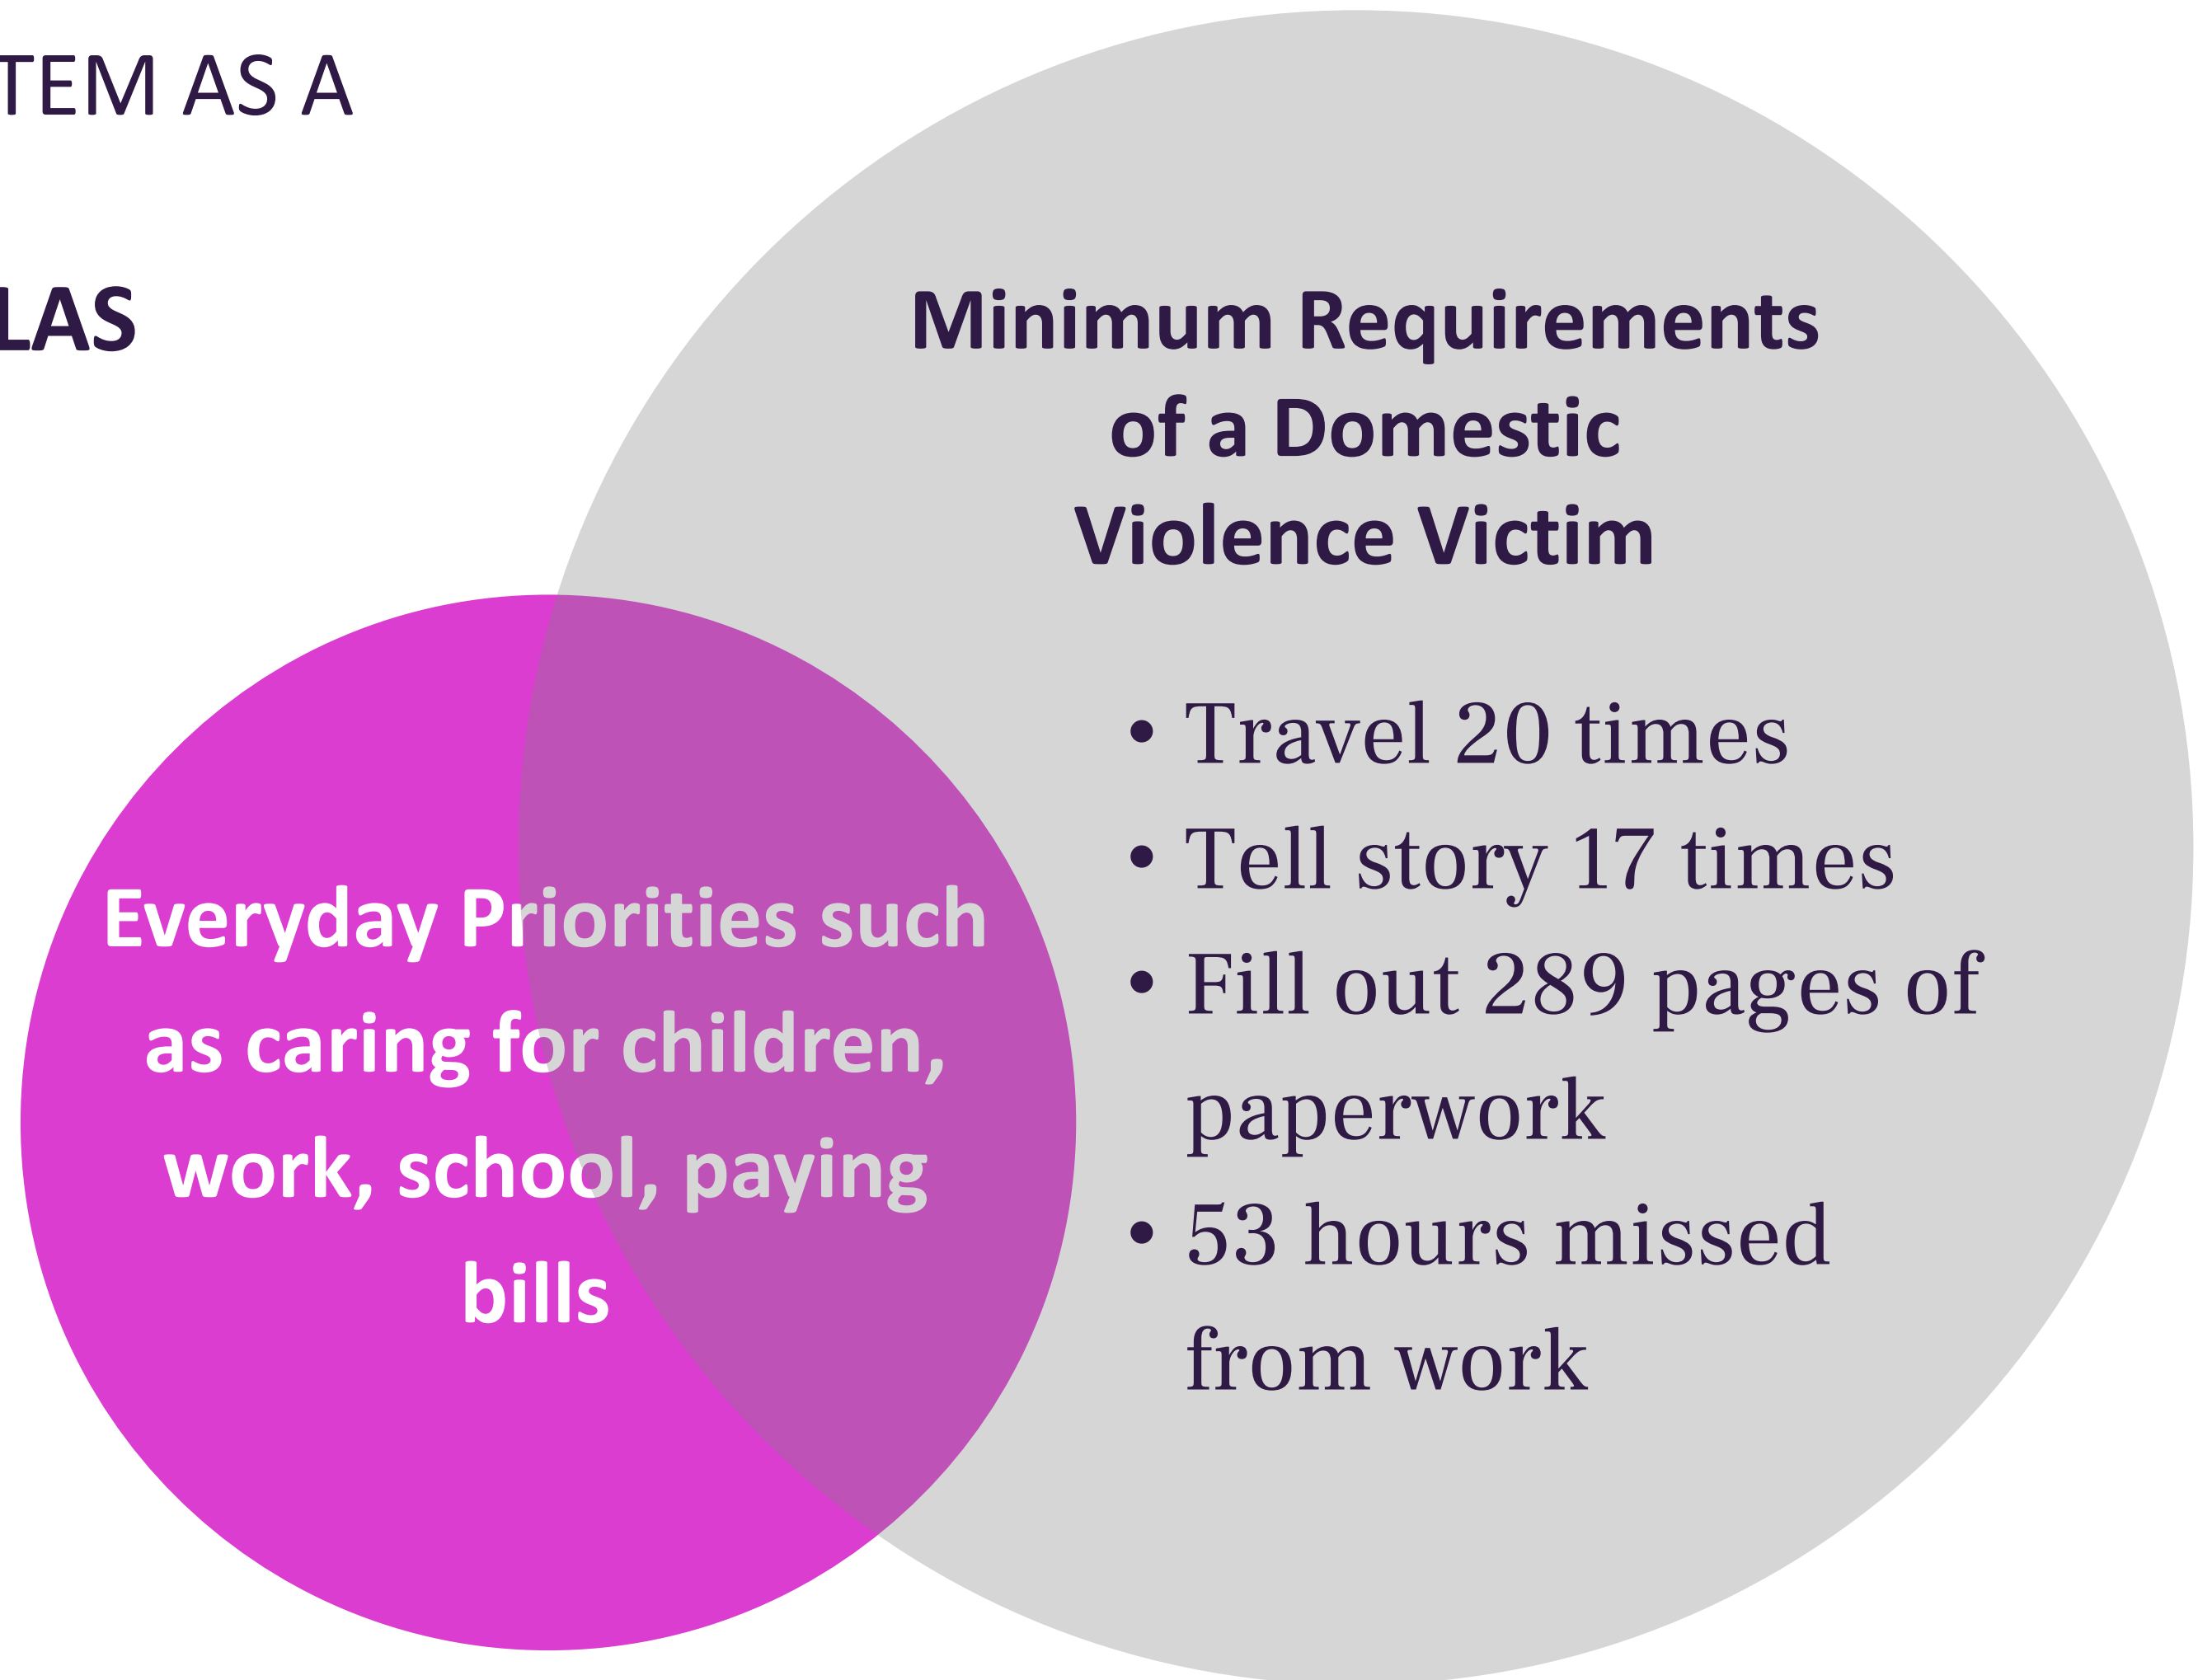 TEM AS A
LAS
Minimum Requirements
of a Domestic
Violence Victim
• Travel 20 times
• Tell story 17 times
• Fill out 289 pages of
paperwork
• 53 hours missed
from work
Everyday Priorities such
as caring for children,
work, school, paying
bills